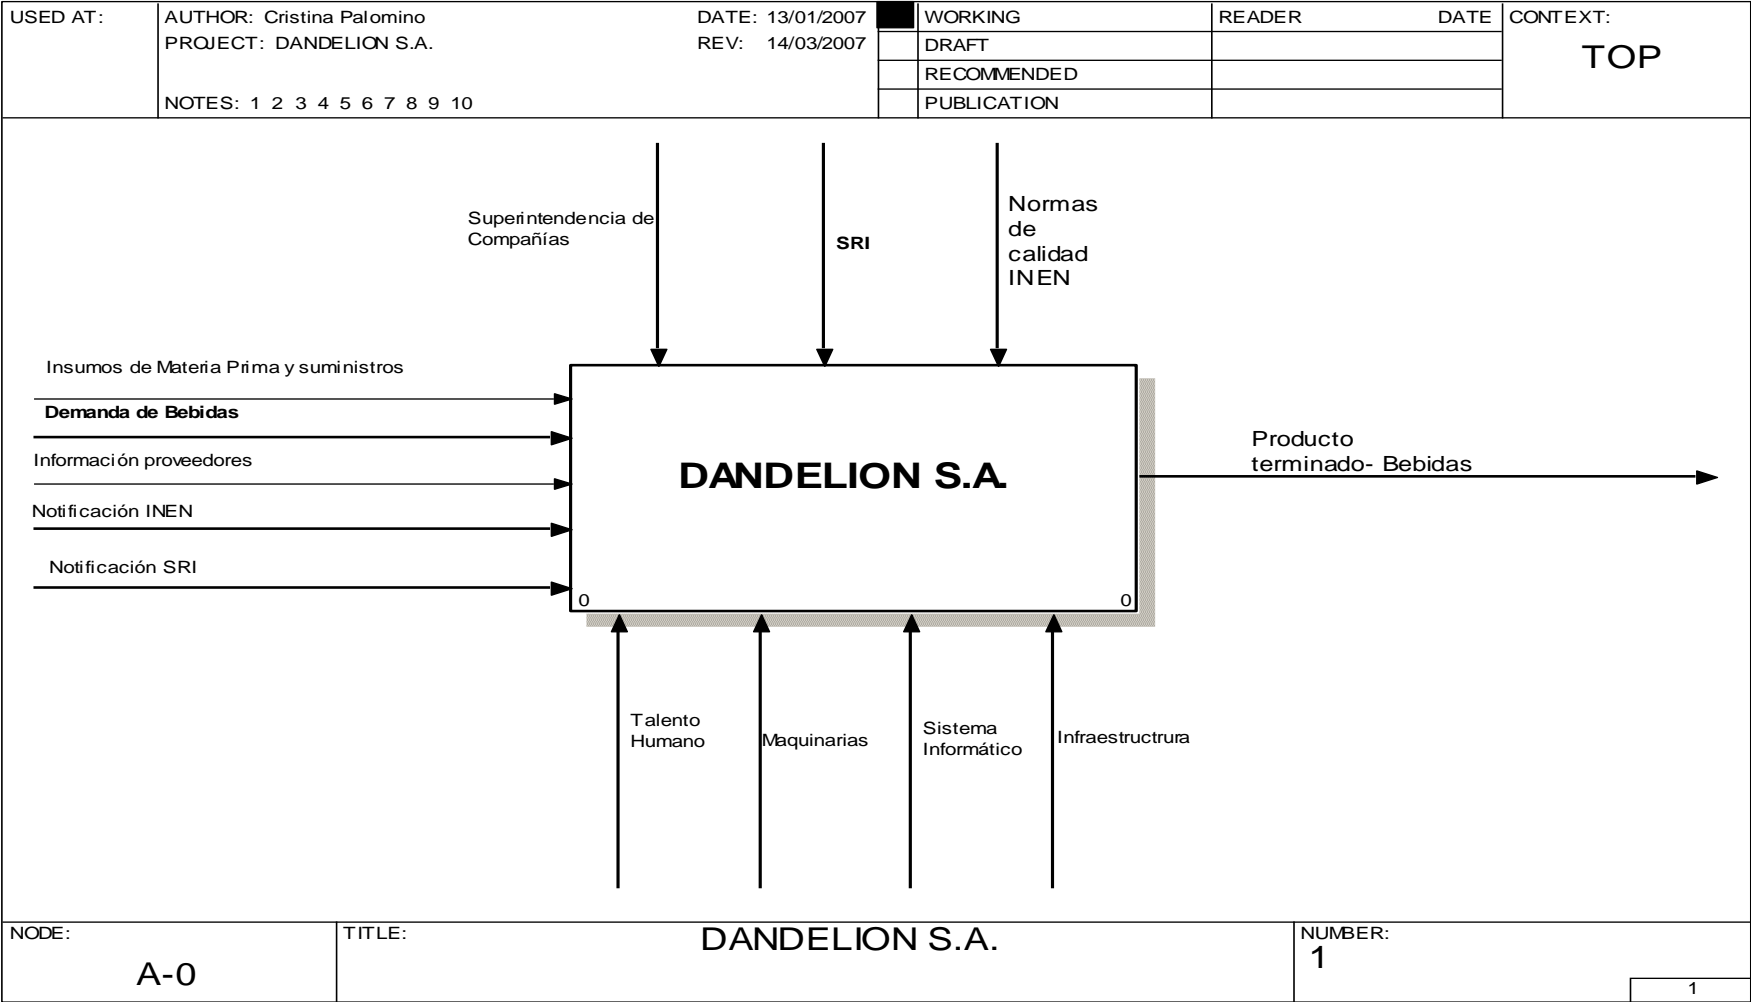 USED AT:
AUTHOR: Cristina Palomino
DATE: 13/01/2007
PROJECT: DANDELION S.A.
REV: 14/03/2007
NOTES: 1 2 3 4 5 6 7 8 9 10
WORKING
DRAFT
RECOMMENDED
PUBLICATION
READER
DATE
CONTEXT:
TOP
Superintendencia de
Compañías
SRI
Normas
de
calidad
INEN
Insumos de Materia Prima y suministros
Demanda de Bebidas
Información proveedores
Notificación INEN
Notificación SRI
DANDELION S.A.
0
0
Producto
terminado- Bebidas
Talento
Humano
Maquinarias
Sistema
Informático
Infraestructrura
NODE:
A-0
TITLE:
DANDELION S.A.
NUMBER:
1
1